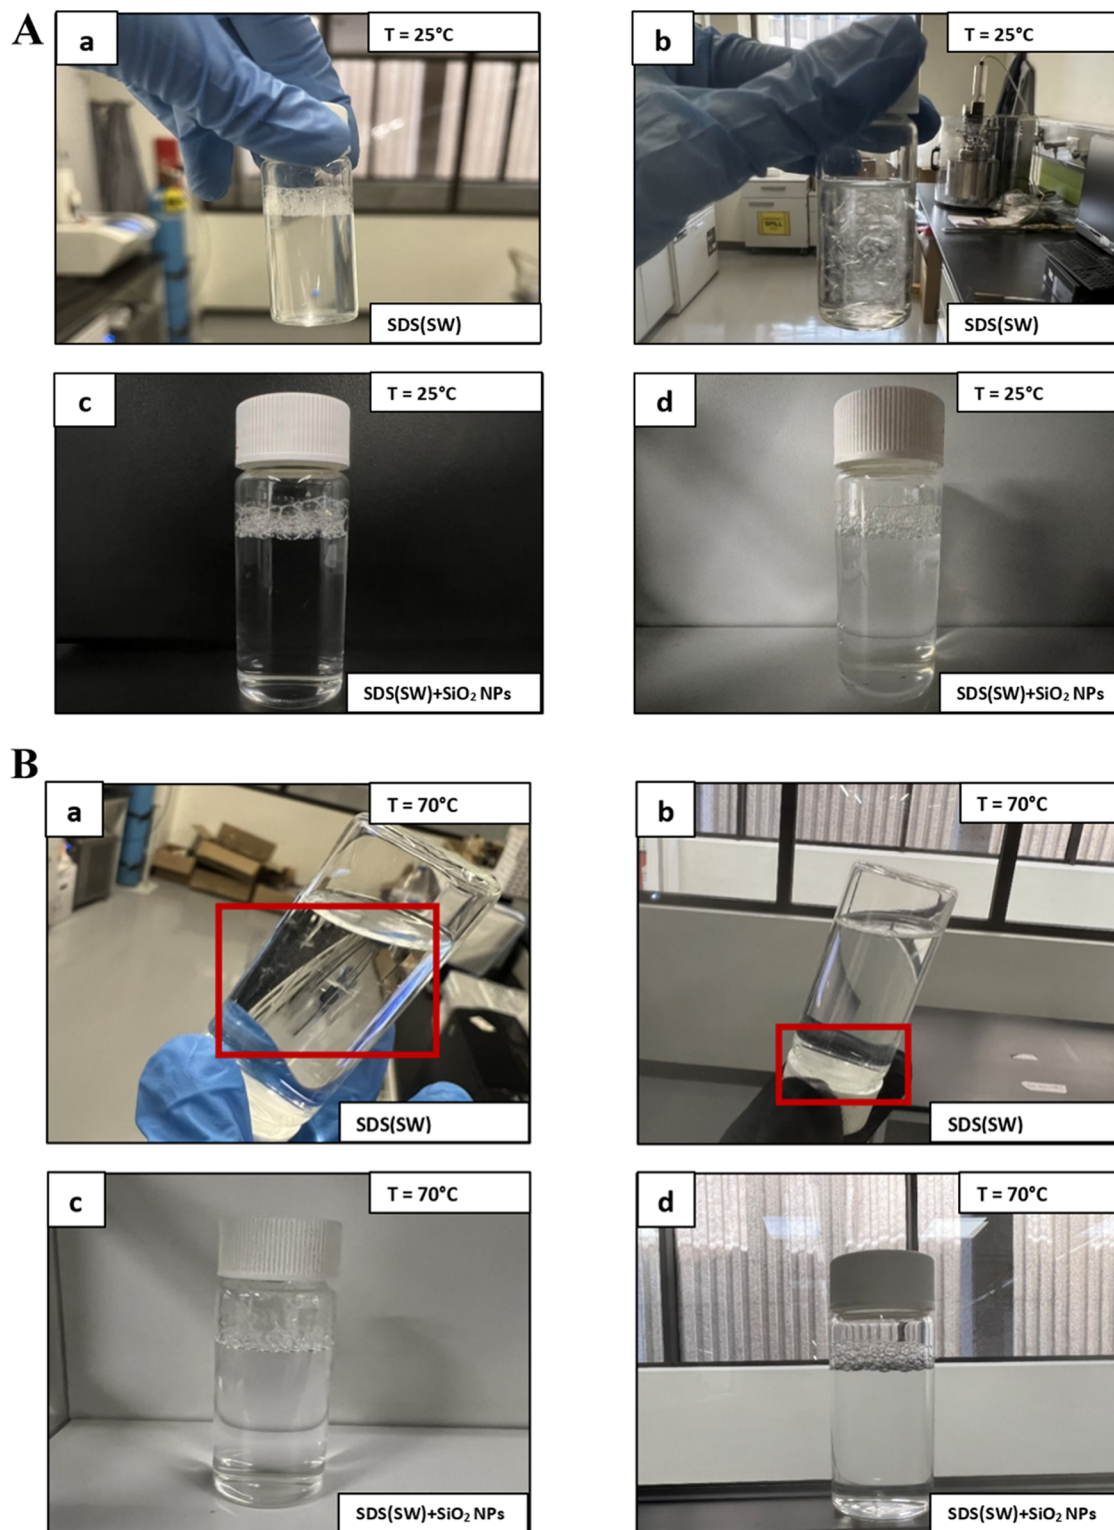 A
a
T = 25°C
SDS(SW)
b
T = 25°C
SPILL
SDS(SW)
c
T = 25°C
SDS(SW)+SiO₂ NPs
d
T = 25°C
SDS(SW)+SiO₂ NPs
B
a
T = 70°C
SDS(SW)
b
T = 70°C
SDS(SW)
c
T = 70°C
SDS(SW)+SiO₂ NPs
d
T = 70°C
SDS(SW)+SiO₂ NPs